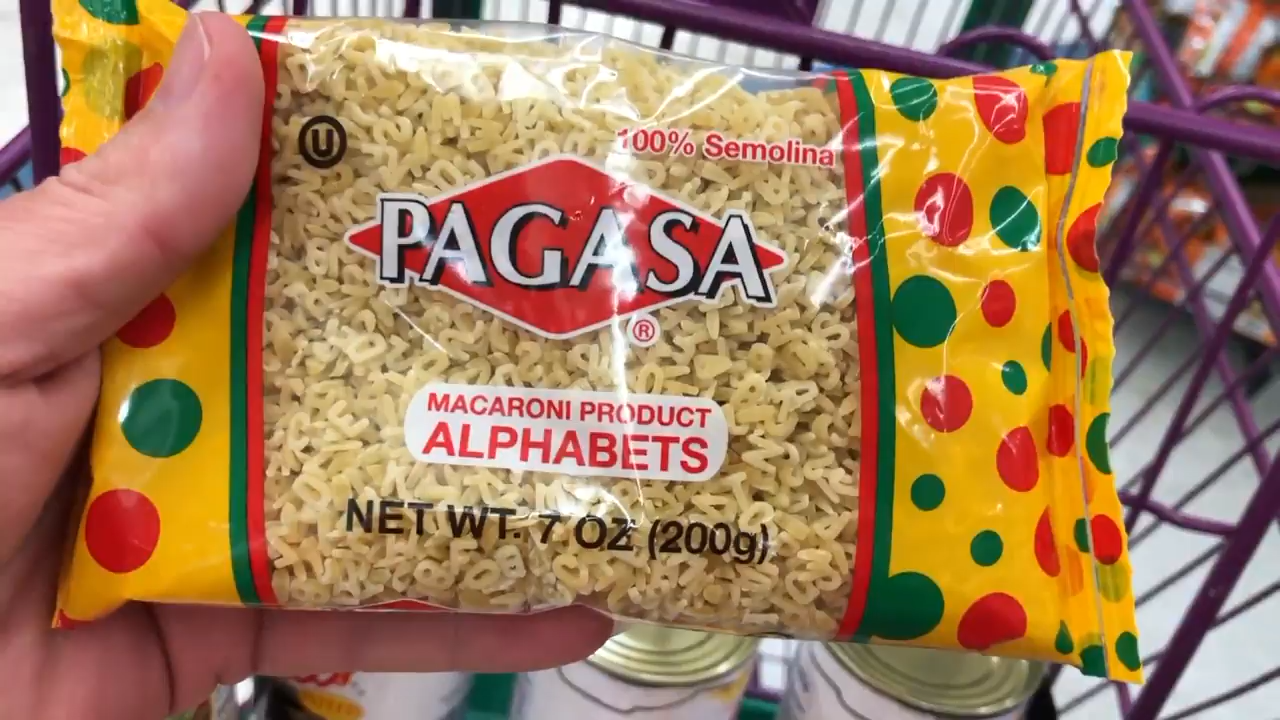 U
100% Semolina
PAGASA
®
MACARONI PRODUCT
ALPHABETS
NET WT. 7 OZ (200g)